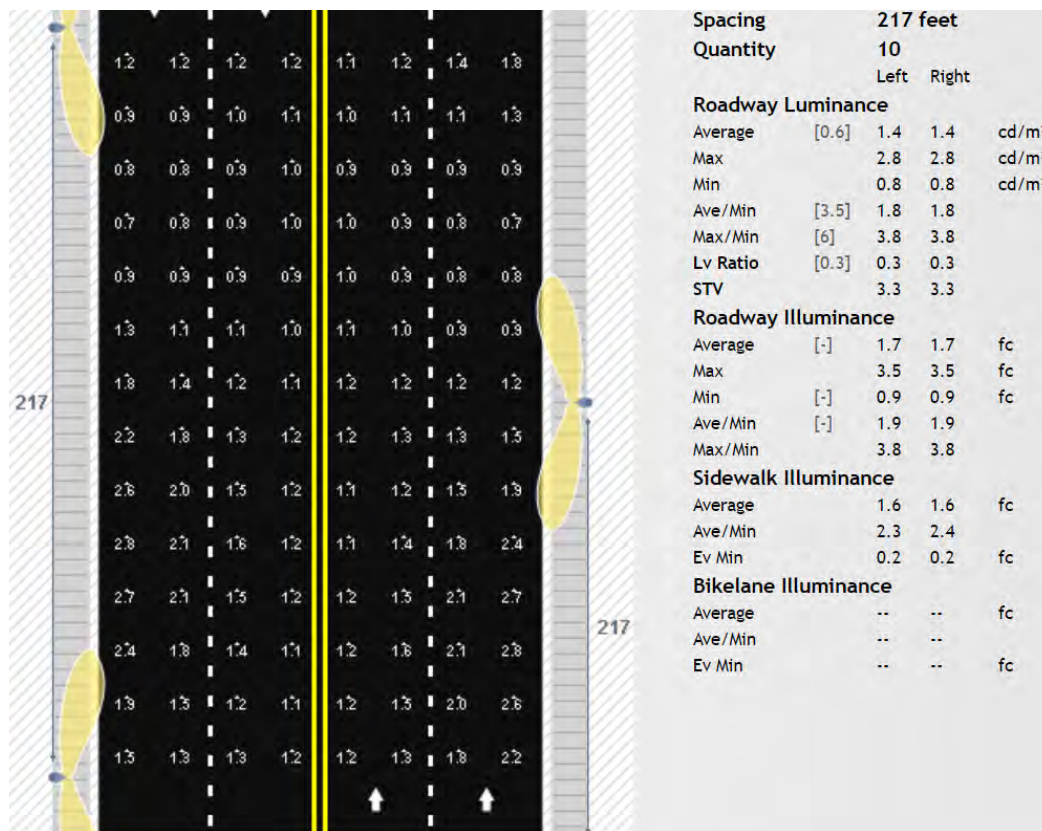 Spacing 217 feet
Quantity 10
Left Right
Roadway Luminance
Average [0.6] 1.4 1.4 cd/m
Max 2.8 2.8 cd/m
Min 0.8 0.8 cd/m
Ave/Min [3.5] 1.8 1.8
Max/Min [6] 3.8 3.8
Lv Ratio [0.3] 0.3 0.3
STV 3.3 3.3
Roadway Illuminance
Average [-] 1.7 1.7 fc
Max 3.5 3.5 fc
Min [-] 0.9 0.9 fc
Ave/Min [-] 1.9 1.9
Max/Min 3.8 3.8
Sidewalk Illuminance
Average 1.6 1.6 fc
Ave/Min 2.3 2.4
Ev Min 0.2 0.2 fc
Bikelane Illuminance
Average -- -- fc
Ave/Min -- --
Ev Min -- -- fc
1.2 1.2 1.2 1.2 1.1 1.2 1.4 1.8
0.9 0.9 1.0 1.1 1.0 1.1 1.1 1.3
0.8 0.8 0.9 1.0 0.9 0.9 0.9 0.9
0.7 0.8 0.9 1.0 1.0 0.9 0.8 0.7
0.9 0.9 0.9 0.9 1.0 0.9 0.8 0.8
1.3 1.1 1.1 1.0 1.1 1.0 0.9 0.9
1.8 1.4 1.2 1.1 1.2 1.2 1.2 1.2
217
2.2 1.8 1.3 1.2 1.2 1.3 1.3 1.5
2.6 2.0 1.5 1.2 1.1 1.2 1.5 1.9
2.8 2.1 1.6 1.2 1.1 1.4 1.8 2.4
2.7 2.1 1.5 1.2 1.2 1.5 2.1 2.7
217
2.4 1.8 1.4 1.1 1.2 1.6 2.1 2.8
1.9 1.5 1.2 1.1 1.2 1.5 2.0 2.6
1.5 1.3 1.3 1.2 1.2 1.3 1.8 2.2